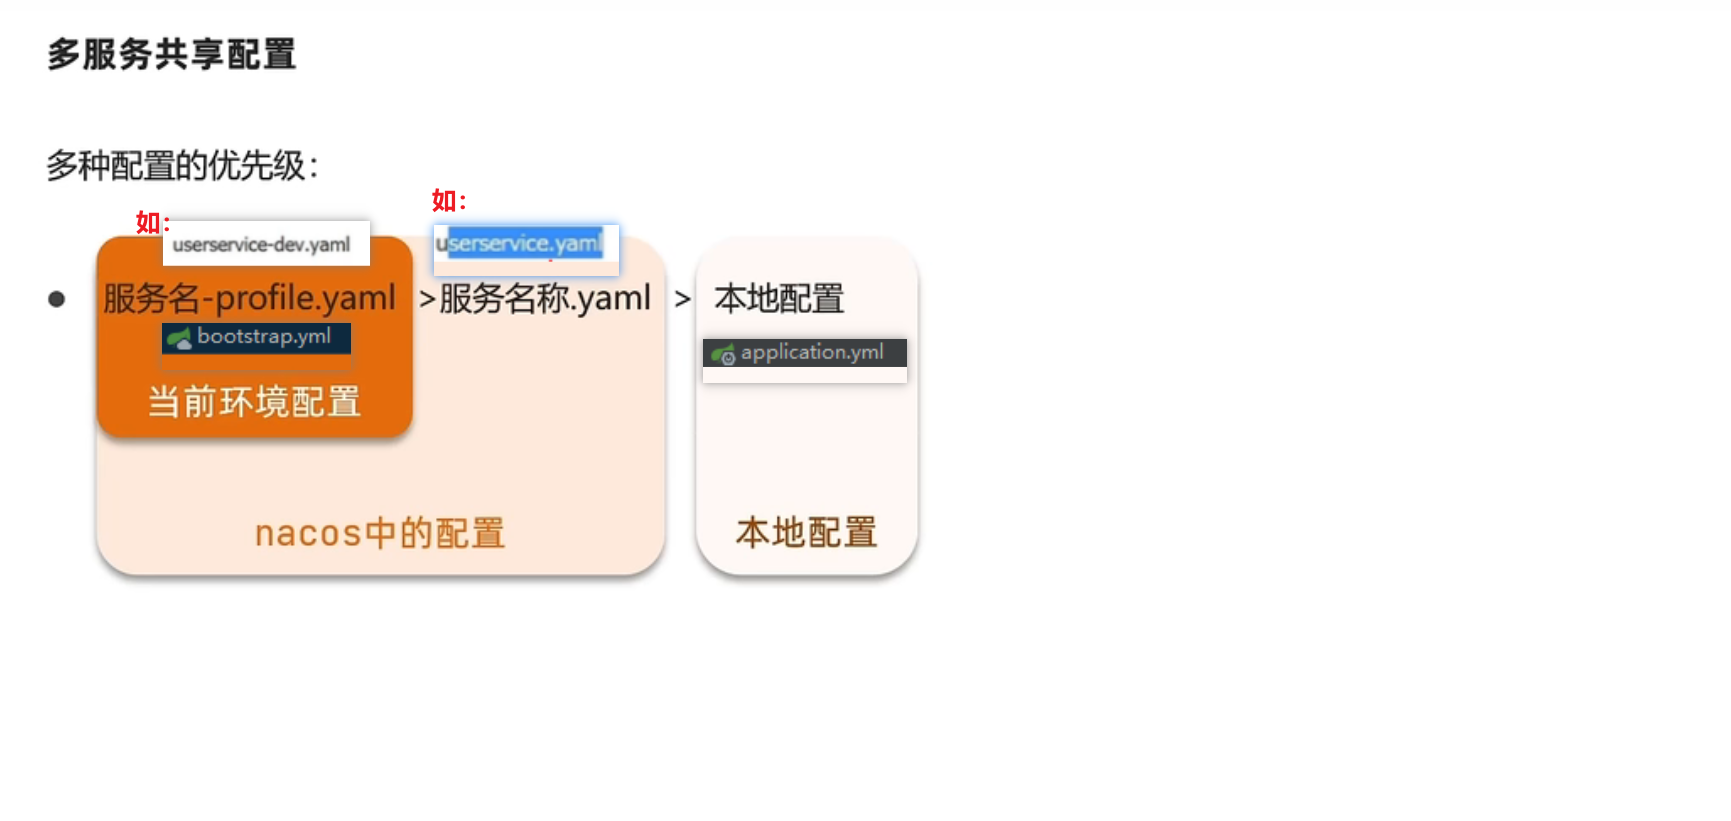 多服务共享配置
多种配置的优先级：
如：
如：
userservice-dev.yaml
userservice.yaml
服务名-profile.yaml >服务名称.yaml > 本地配置
bootstrap.yml
application.yml
当前环境配置
nacos中的配置
本地配置